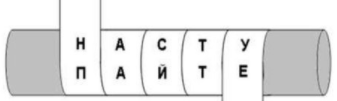 Н А С Т У
П А Й Т Е